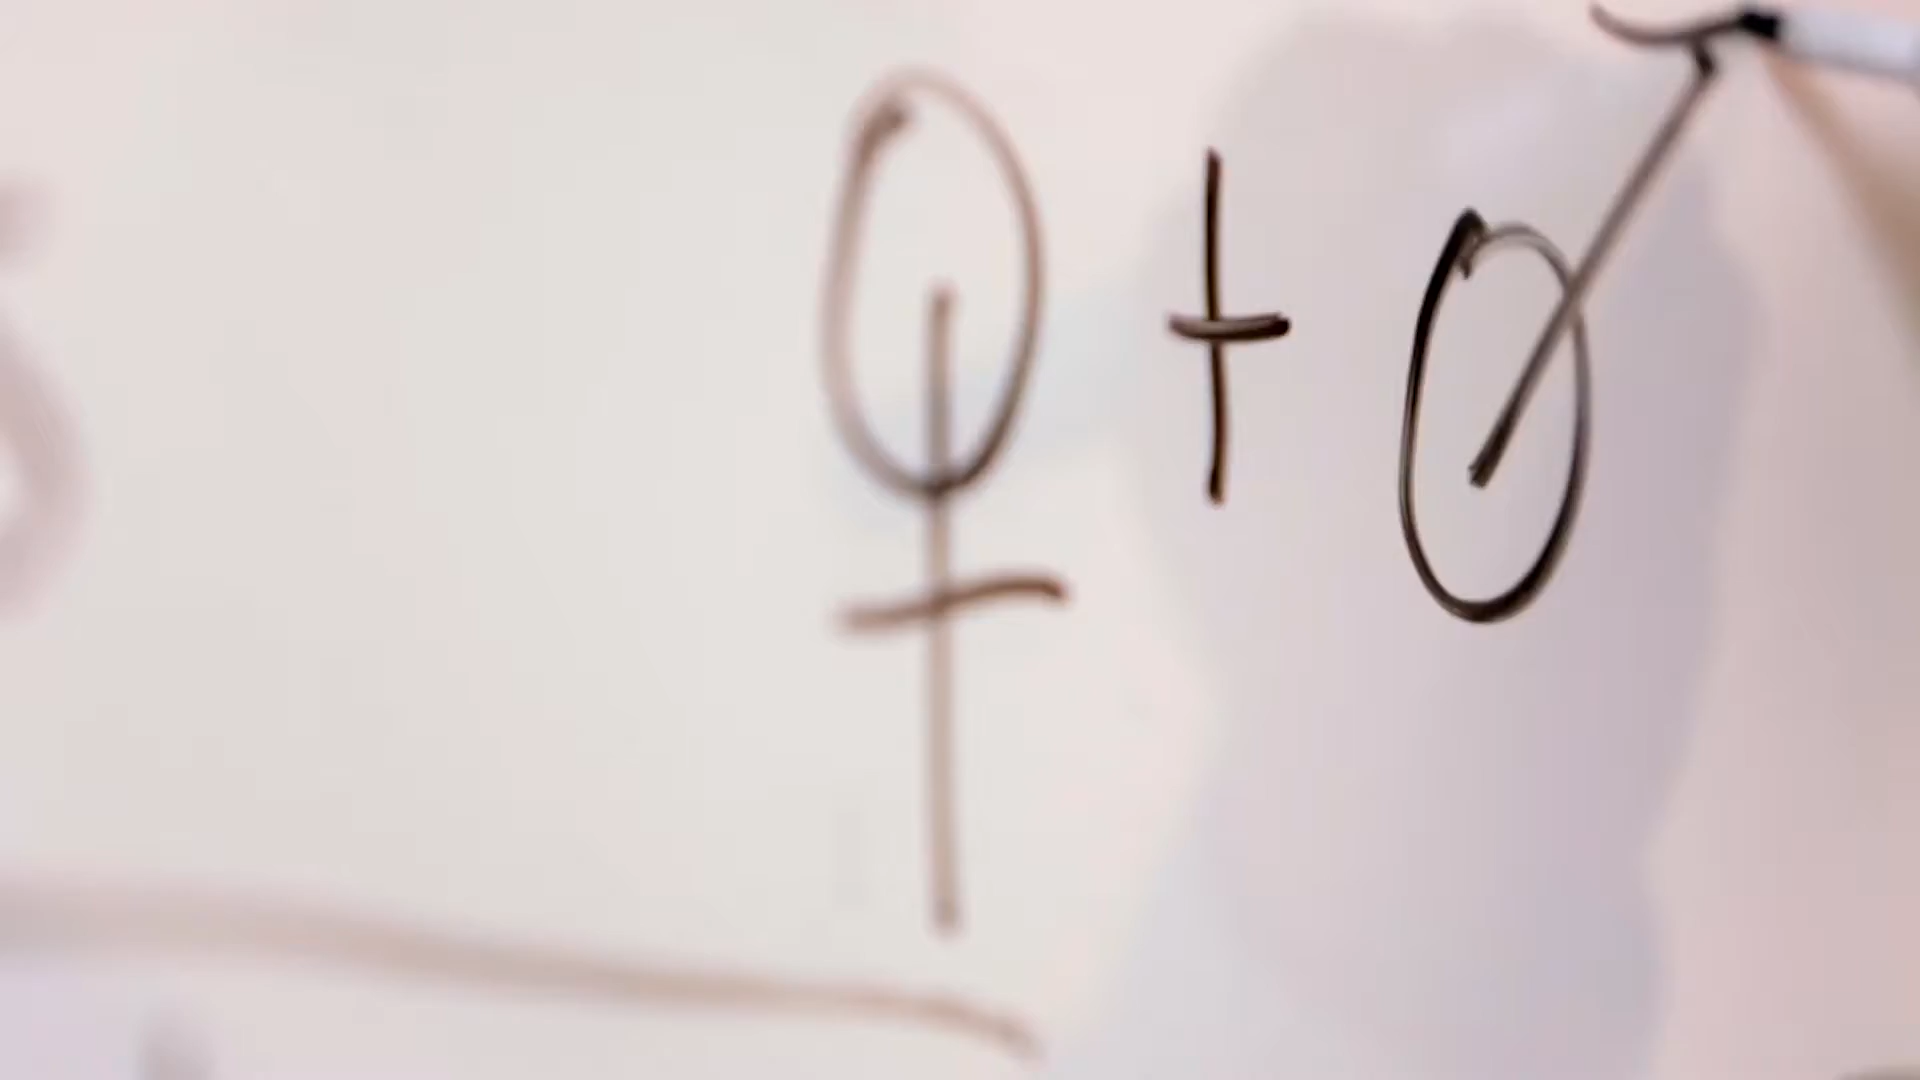 ♀ + ♂